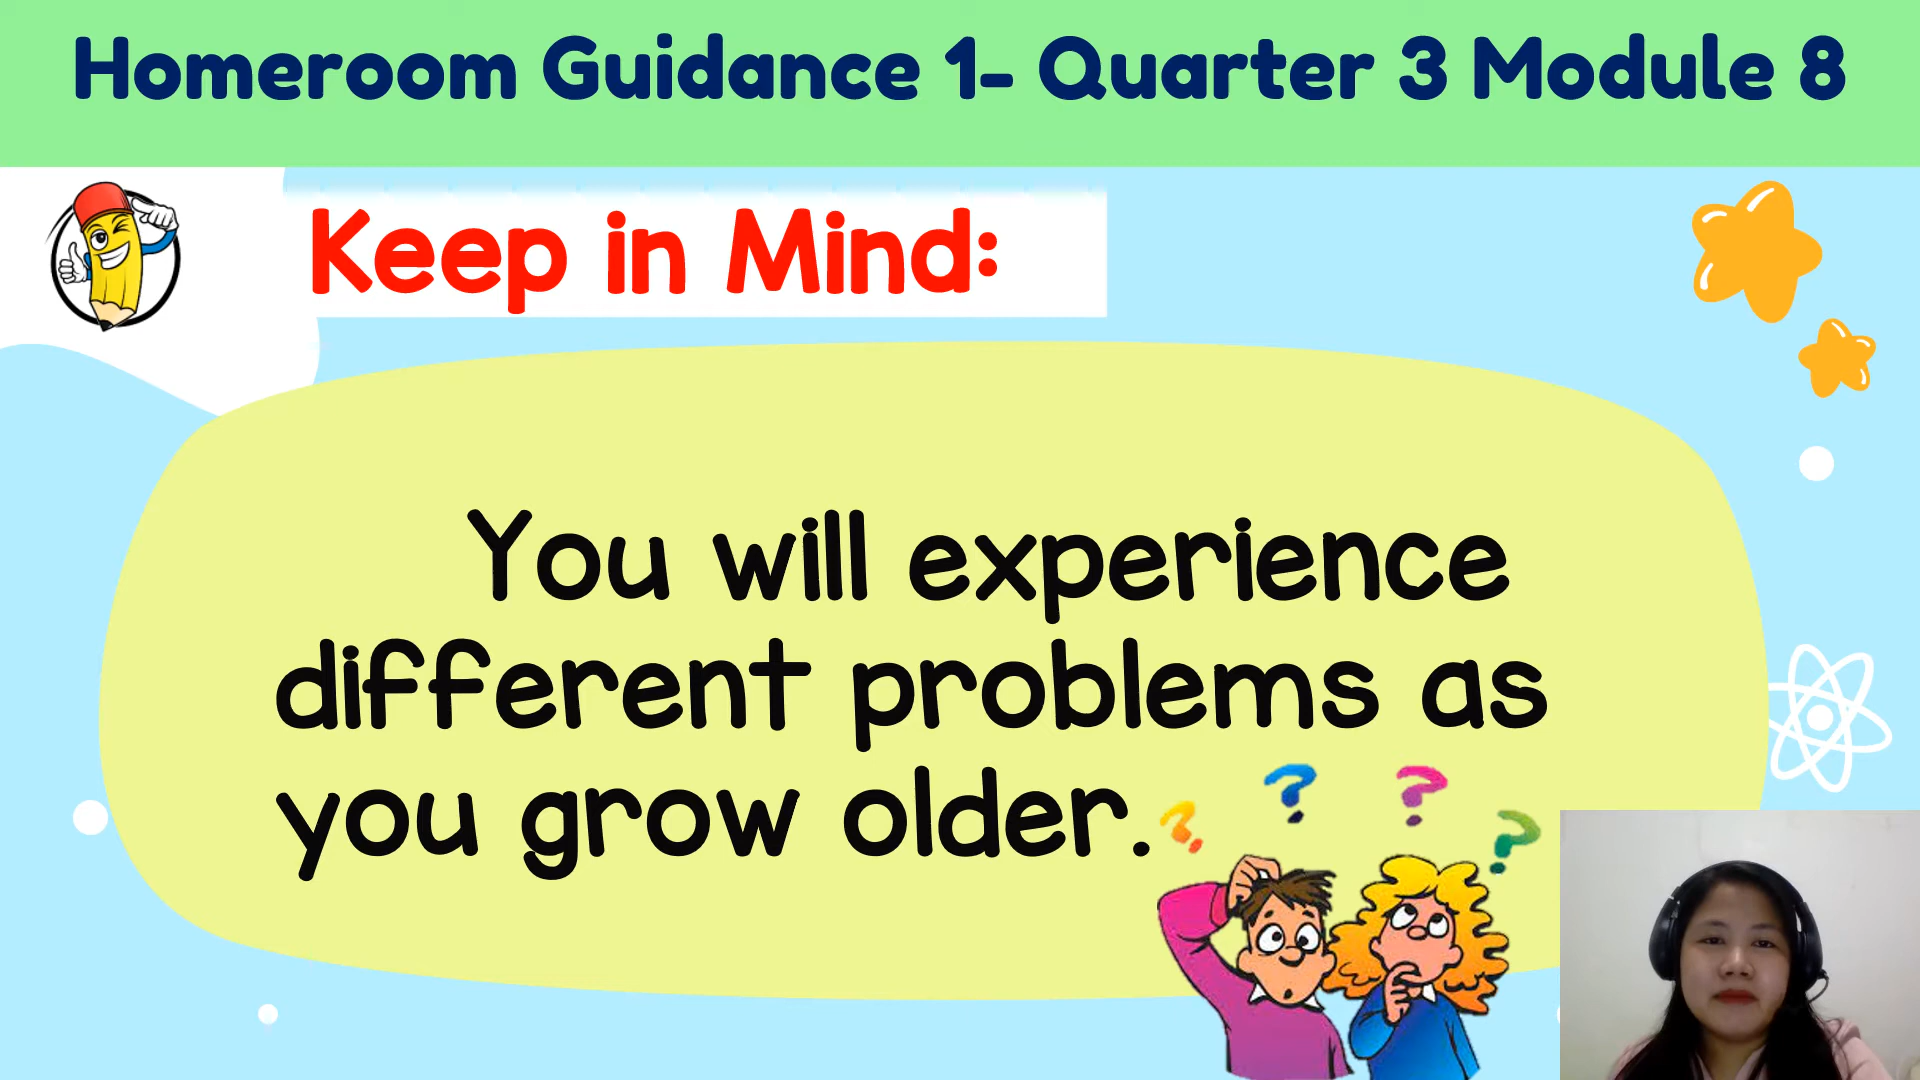 Homeroom Guidance 1- Quarter 3 Module 8
Keep in Mind:
You will experience
different problems as
you grow older.